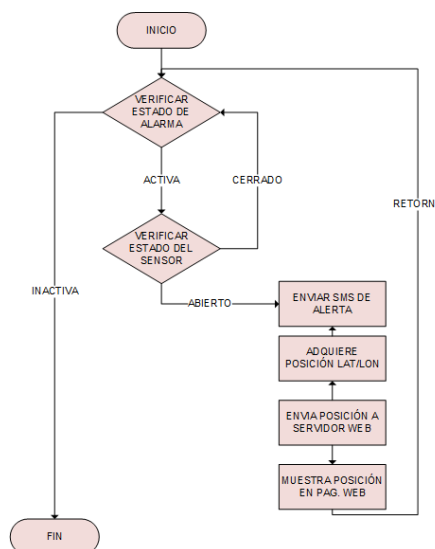 INICIO
VERIFICAR
ESTADO DE
ALARMA
ACTIVA
CERRADO
RETORN
VERIFICAR
ESTADO DEL
SENSOR
INACTIVA
ABIERTO
ENVIAR SMS DE
ALERTA
ADQUIERE
POSICIÓN LAT/LON
ENVIA POSICIÓN A
SERVIDOR WEB
MUESTRA POSICIÓN
EN PAG. WEB
FIN